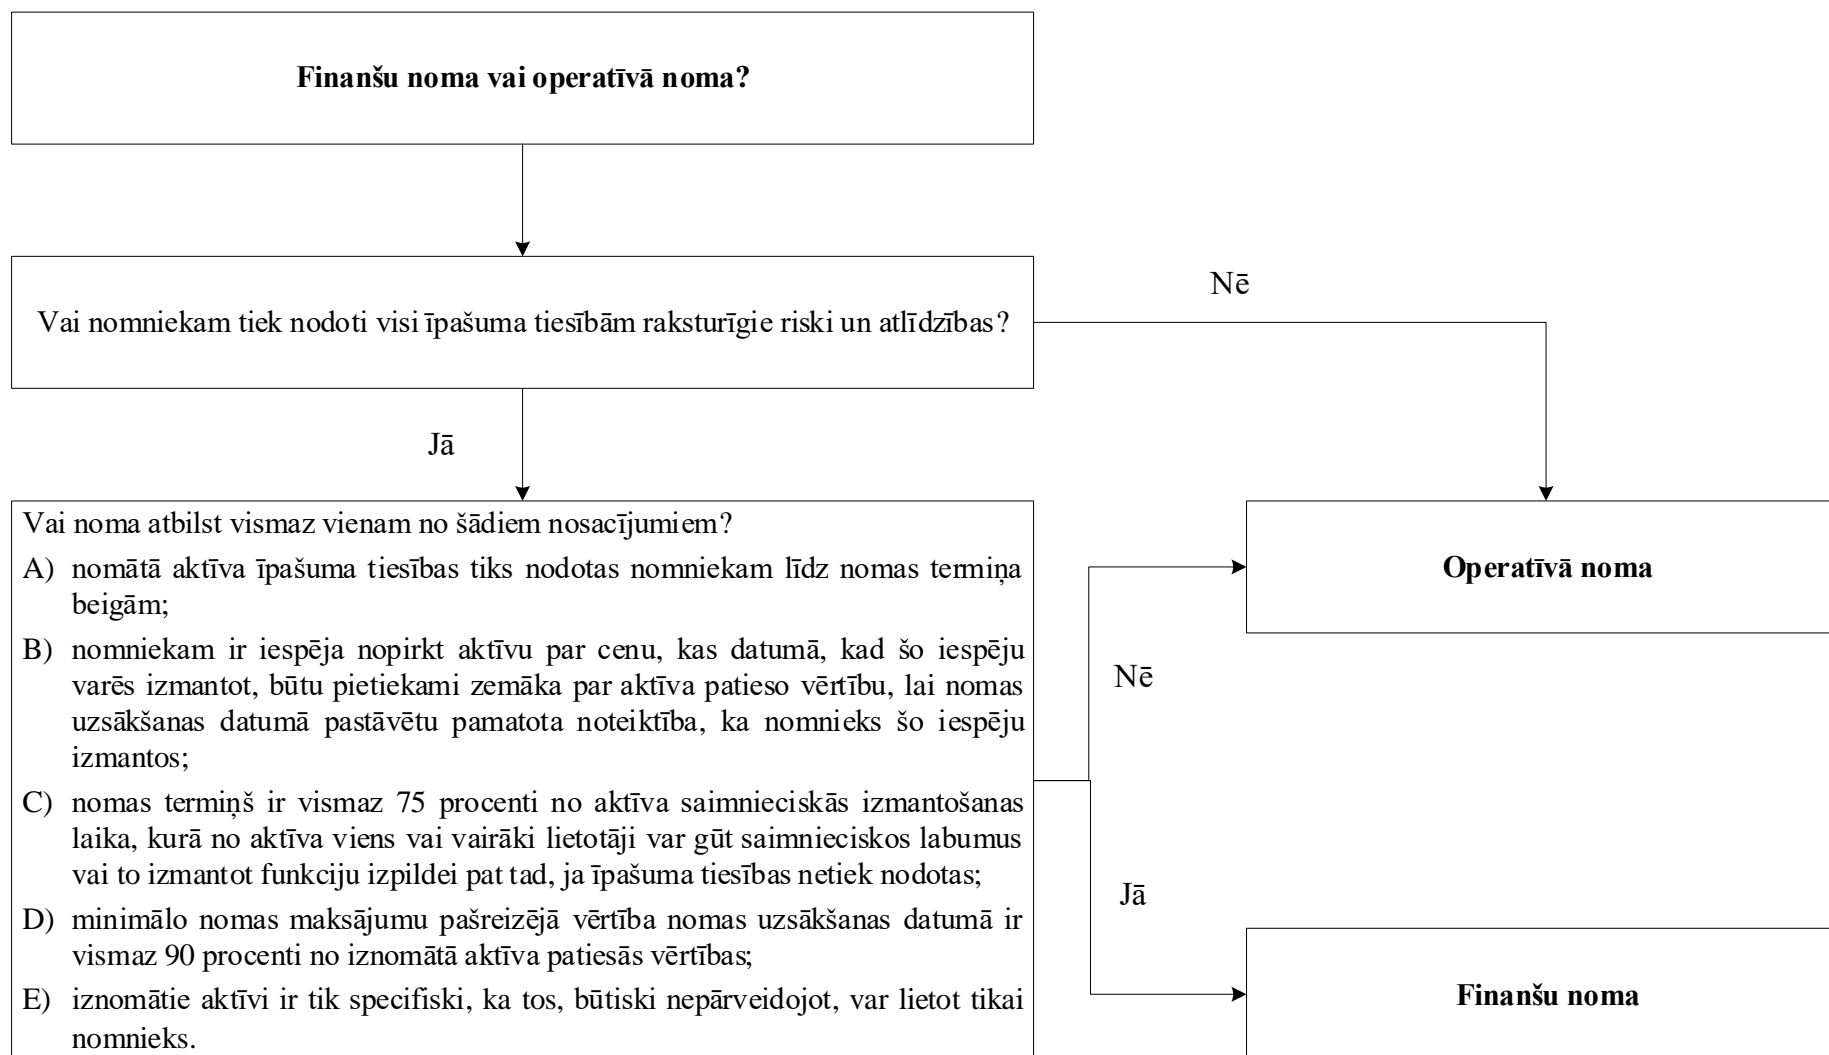 Finanšu noma vai operatīvā noma?
Nē
Vai nomniekam tiek nodoti visi īpašuma tiesībām raksturīgie riski un atlīdzības?
Jā
Vai noma atbilst vismaz vienam no šādiem nosacījumiem?
A) nomātā aktīva īpašuma tiesības tiks nodotas nomniekam līdz nomas termiņa
beigām;
B) nomniekam ir iespēja nopirkt aktīvu par cenu, kas datumā, kad šo iespēju
varēs izmantot, būtu pietiekami zemāka par aktīva patieso vērtību, lai nomas
uzsākšanas datumā pastāvētu pamatota noteiktība, ka nomnieks šo iespēju
izmantos;
C) nomas termiņš ir vismaz 75 procenti no aktīva saimnieciskās izmantošanas
laika, kurā no aktīva viens vai vairāki lietotāji var gūt saimnieciskos labumus
vai to izmantot funkciju izpildei pat tad, ja īpašuma tiesības netiek nodotas;
D) minimālo nomas maksājumu pašreizējā vērtība nomas uzsākšanas datumā ir
vismaz 90 procenti no iznomātā aktīva patiesās vērtības;
E) iznomātie aktīvi ir tik specifiski, ka tos, būtiski nepārveidojot, var lietot tikai
nomnieks.
Operatīvā noma
Nē
Jā
Finanšu noma